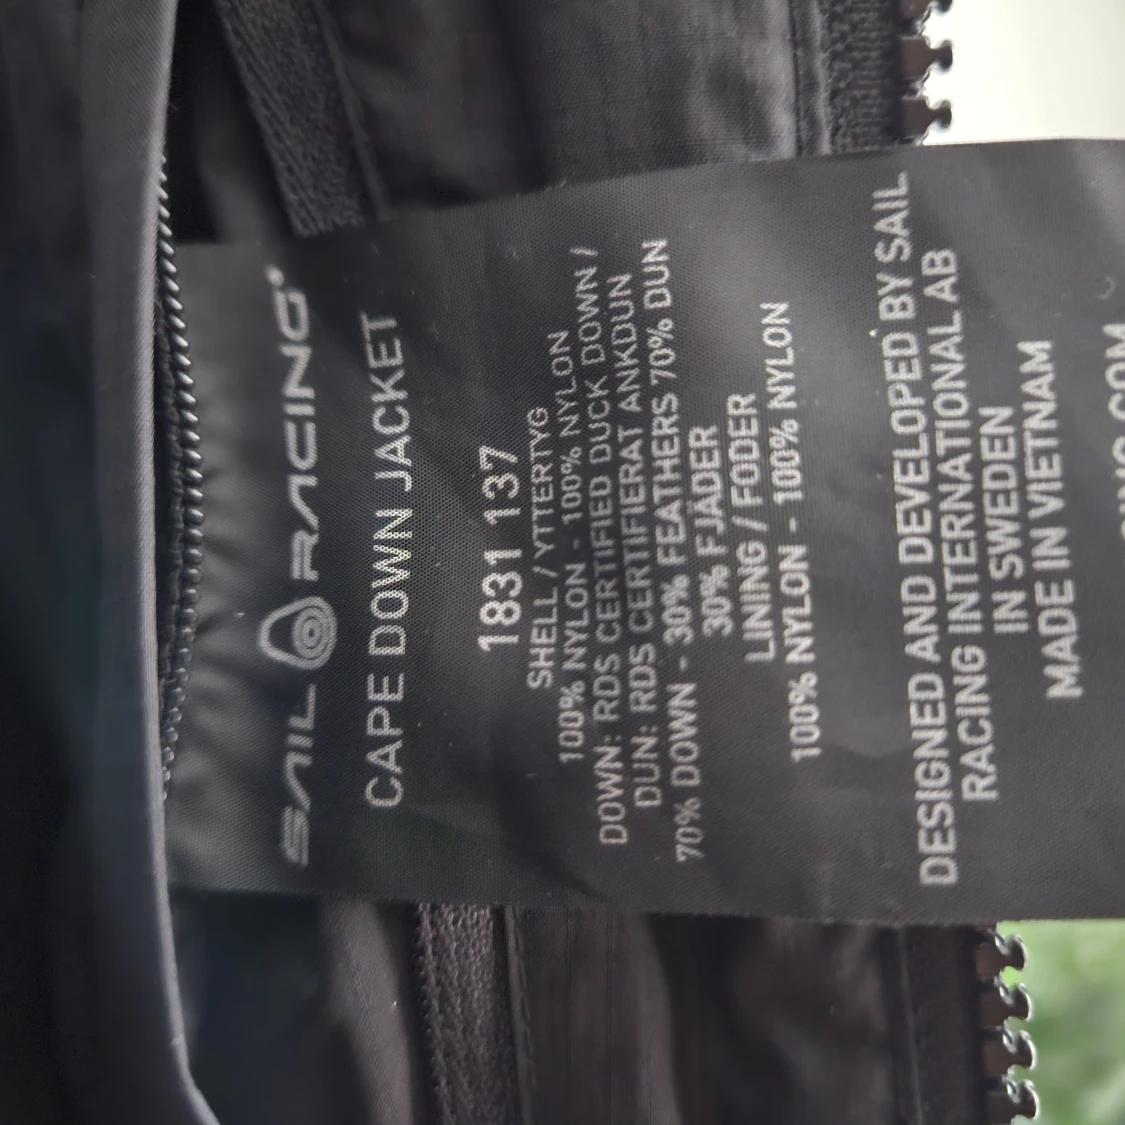 SAIL RACING
CAPE DOWN JACKET
1831 137
SHELL / YTTERTYG
100% NYLON - 100% NYLON
DOWN: RDS CERTIFIED DUCK DOWN /
DUN: RDS CERTIFIERAT ANKDUN
70% DOWN - 30% FEATHERS 70% DUN
30% FJÄDER
LINING / FODER
100% NYLON - 100% NYLON
DESIGNED AND DEVELOPED BY SAIL
RACING INTERNATIONAL AB
IN SWEDEN
MADE IN VIETNAM